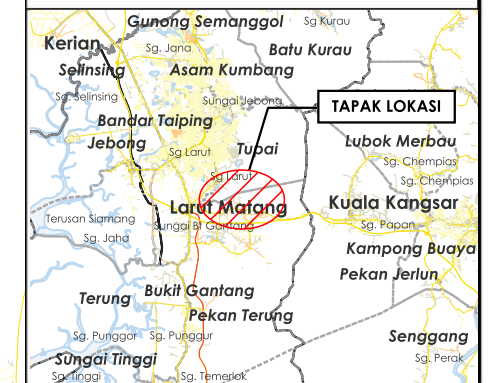 Gunong Semanggol
Sg Kurau
Kerian
Sg. Jana
Batu Kurau
Selinsing
Asam Kumbang
Sg. Selinsing
Sungai Jebong
TAPAK LOKASI
Bandar Taiping
Jebong
Lubok Merbau
Sg Larut
Tupai
Sg. Chempias
Sg Larut
Sg. Chempias
Larut Matang
Kuala Kangsar
Terusan Siamang
Sungai Bt Gantang
Sg. Papan
Sg. Jaha
Kampong Buaya
Pekan Jerlun
Bukit Gantang
Terung
Pekan Terung
Sg. Punggor
Sg. Punggur
Senggang
Sungai Tinggi
Sg. Perak
Sg. Tinggi
Sg. Temerlok